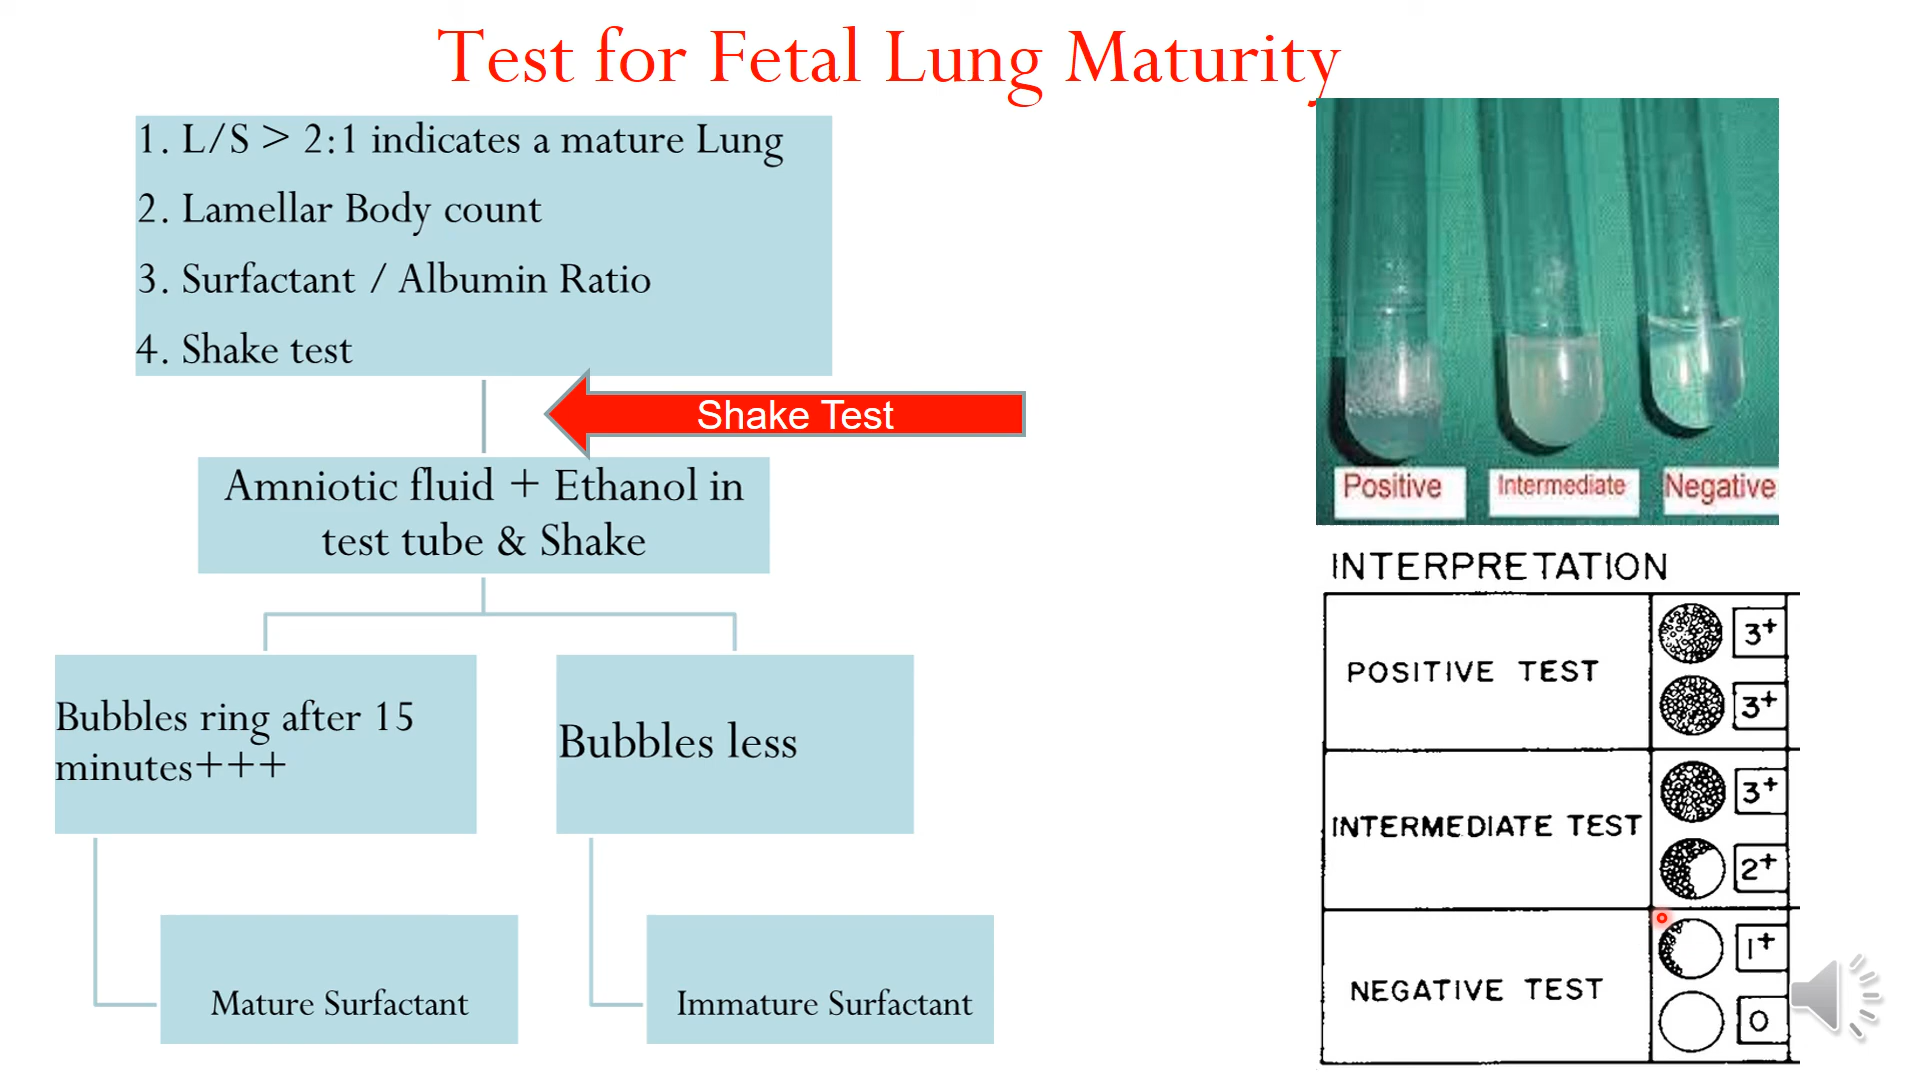 Test for Fetal Lung Maturity
1. L/S > 2:1 indicates a mature Lung
2. Lamellar Body count
3. Surfactant / Albumin Ratio
4. Shake test
Shake Test
Amniotic fluid + Ethanol in
test tube & Shake
Bubbles ring after 15
minutes+++
Bubbles less
Mature Surfactant
Immature Surfactant
Positive
Intermediate
Negative
INTERPRETATION
POSITIVE TEST
3+
3+
INTERMEDIATE TEST
3+
2+
NEGATIVE TEST
1+
0